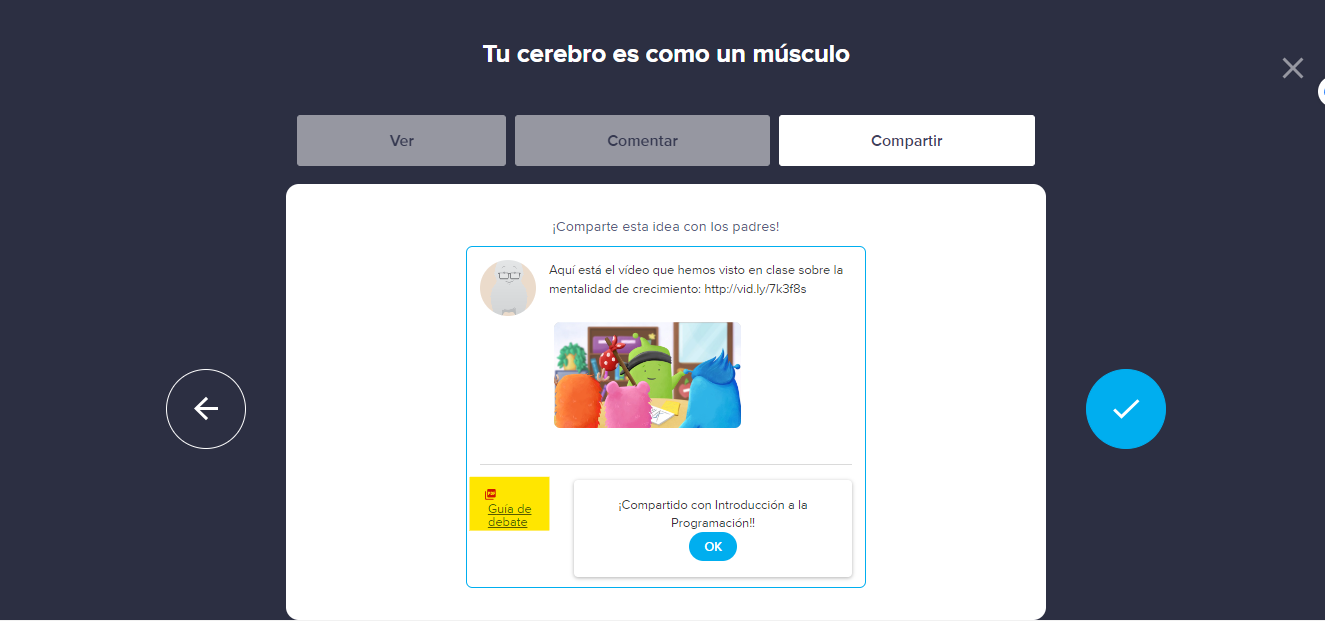 Tu cerebro es como un músculo
Ver
Comentar
Compartir
¡Comparte esta idea con los padres!
Aquí está el vídeo que hemos visto en clase sobre la
mentalidad de crecimiento: http://vid.ly/7k3f8s
Guía de
debate
¡Compartido con Introducción a la
Programación!!
OK